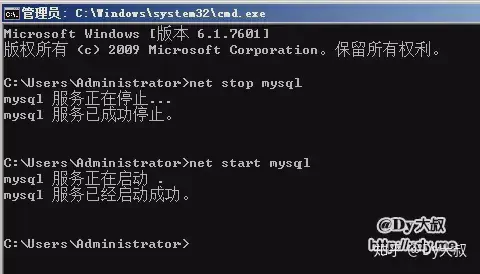 管理员: C:\Windows\system32\cmd.exe
Microsoft Windows [版本 6.1.7601]
版权所有 (c) 2009 Microsoft Corporation。保留所有权利。
C:\Users\Administrator>net stop mysql
mysql 服务正在停止...
mysql 服务已成功停止。
C:\Users\Administrator>net start mysql
mysql 服务正在启动 .
mysql 服务已经启动成功。
C:\Users\Administrator>
@Dy大叔
知乎 @Dy大叔